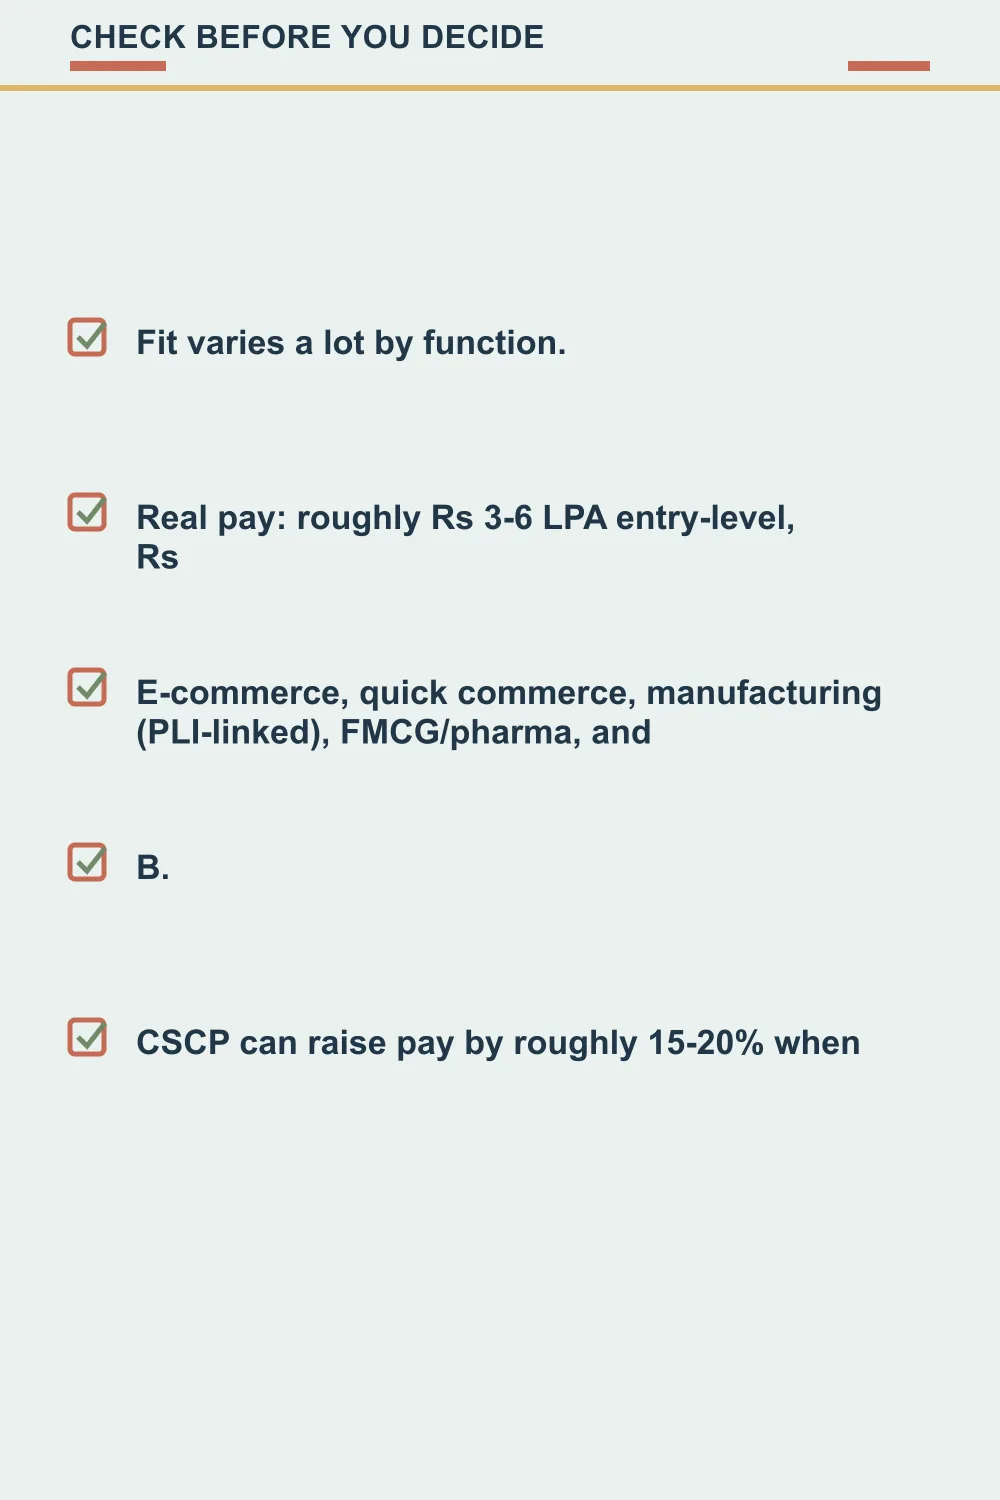 CHECK BEFORE YOU DECIDE
Fit varies a lot by function.
Real pay: roughly Rs 3-6 LPA entry-level,
Rs
E-commerce, quick commerce, manufacturing
(PLI-linked), FMCG/pharma, and
B.
CSCP can raise pay by roughly 15-20% when